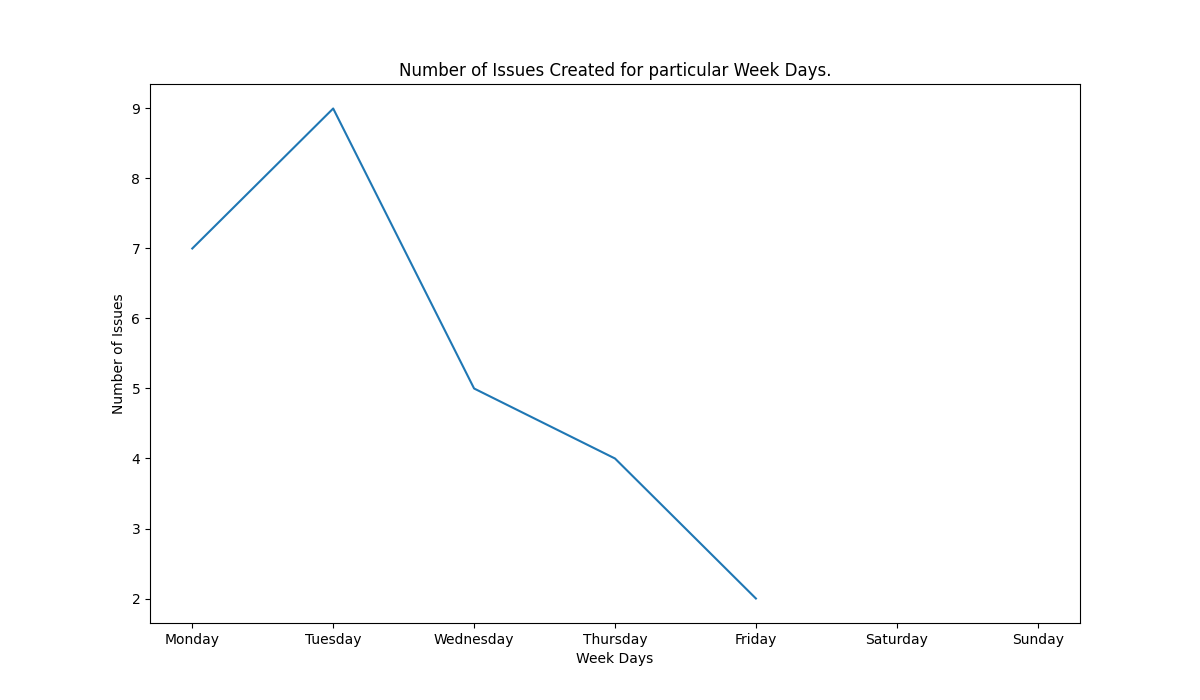 Number of Issues Created for particular Week Days.
9
8
7
6
5
4
3
2
Number of Issues
Monday Tuesday Wednesday Thursday Friday Saturday Sunday
Week Days